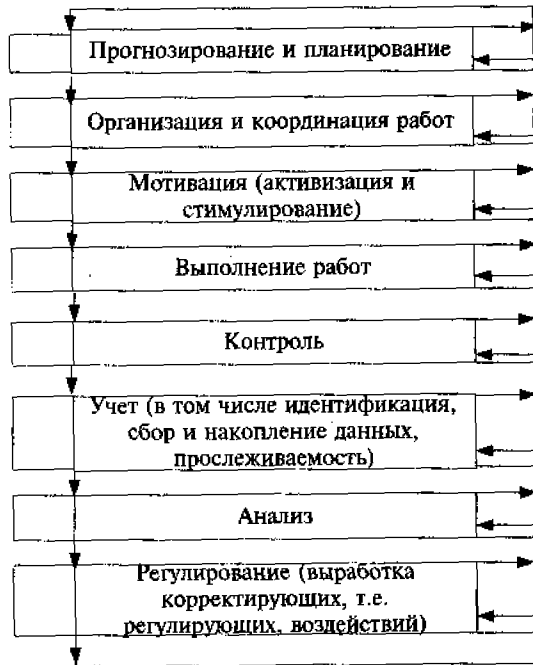 Прогнозирование и планирование
Организация и координация работ
Мотивация (активизация и
стимулирование)
Выполнение работ
Контроль
Учет (в том числе идентификация,
сбор и накопление данных,
прослеживаемость)
Анализ
Регулирование (выработка
корректирующих, т.е.
регулирующих, воздействий)